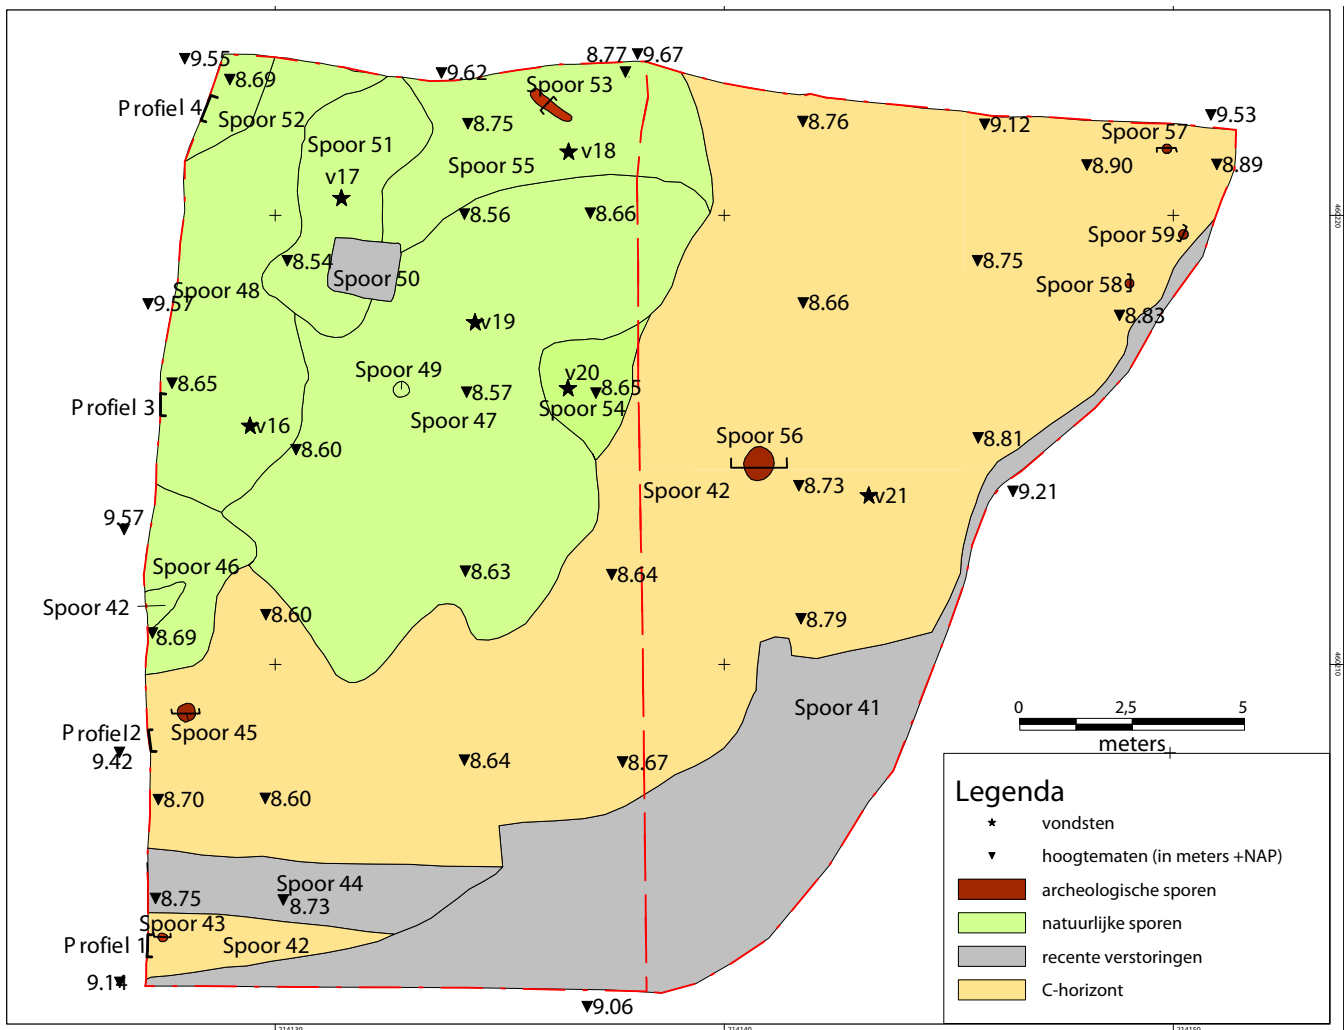 9.55
8.77
9.67
9.62
8.69
Spoor 53
Profiel 4
Spoor 52
8.75
8.76
9.12
9.53
Spoor 57
Spoor 51
v18
Spoor 55
8.90
8.89
v17
8.56
8.66
460220
Spoor 59
8.54
Spoor 50
8.75
Spoor 48
Spoor 58
9.57
8.66
8.83
v19
Spoor 49
v20
8.65
8.57
8.65
Profiel 3
Spoor 54
Spoor 47
v16
Spoor 56
8.81
8.60
8.73
Spoor 42
v21
9.21
9.57
Spoor 46
8.63
8.64
Spoor 42
8.60
8.79
8.69
460210
Spoor 41
0 2,5 5
Profiel2
Spoor 45
meters
9.42
8.64
8.67
8.70
8.60
Legenda
vondsten
hoogtematen (in meters +NAP)
Spoor 44
archeologische sporen
8.75
8.73
Spoor 43
natuurlijke sporen
Profiel 1
Spoor 42
recente verstoringen
9.14
C-horizont
9.06
214130
214140
214150